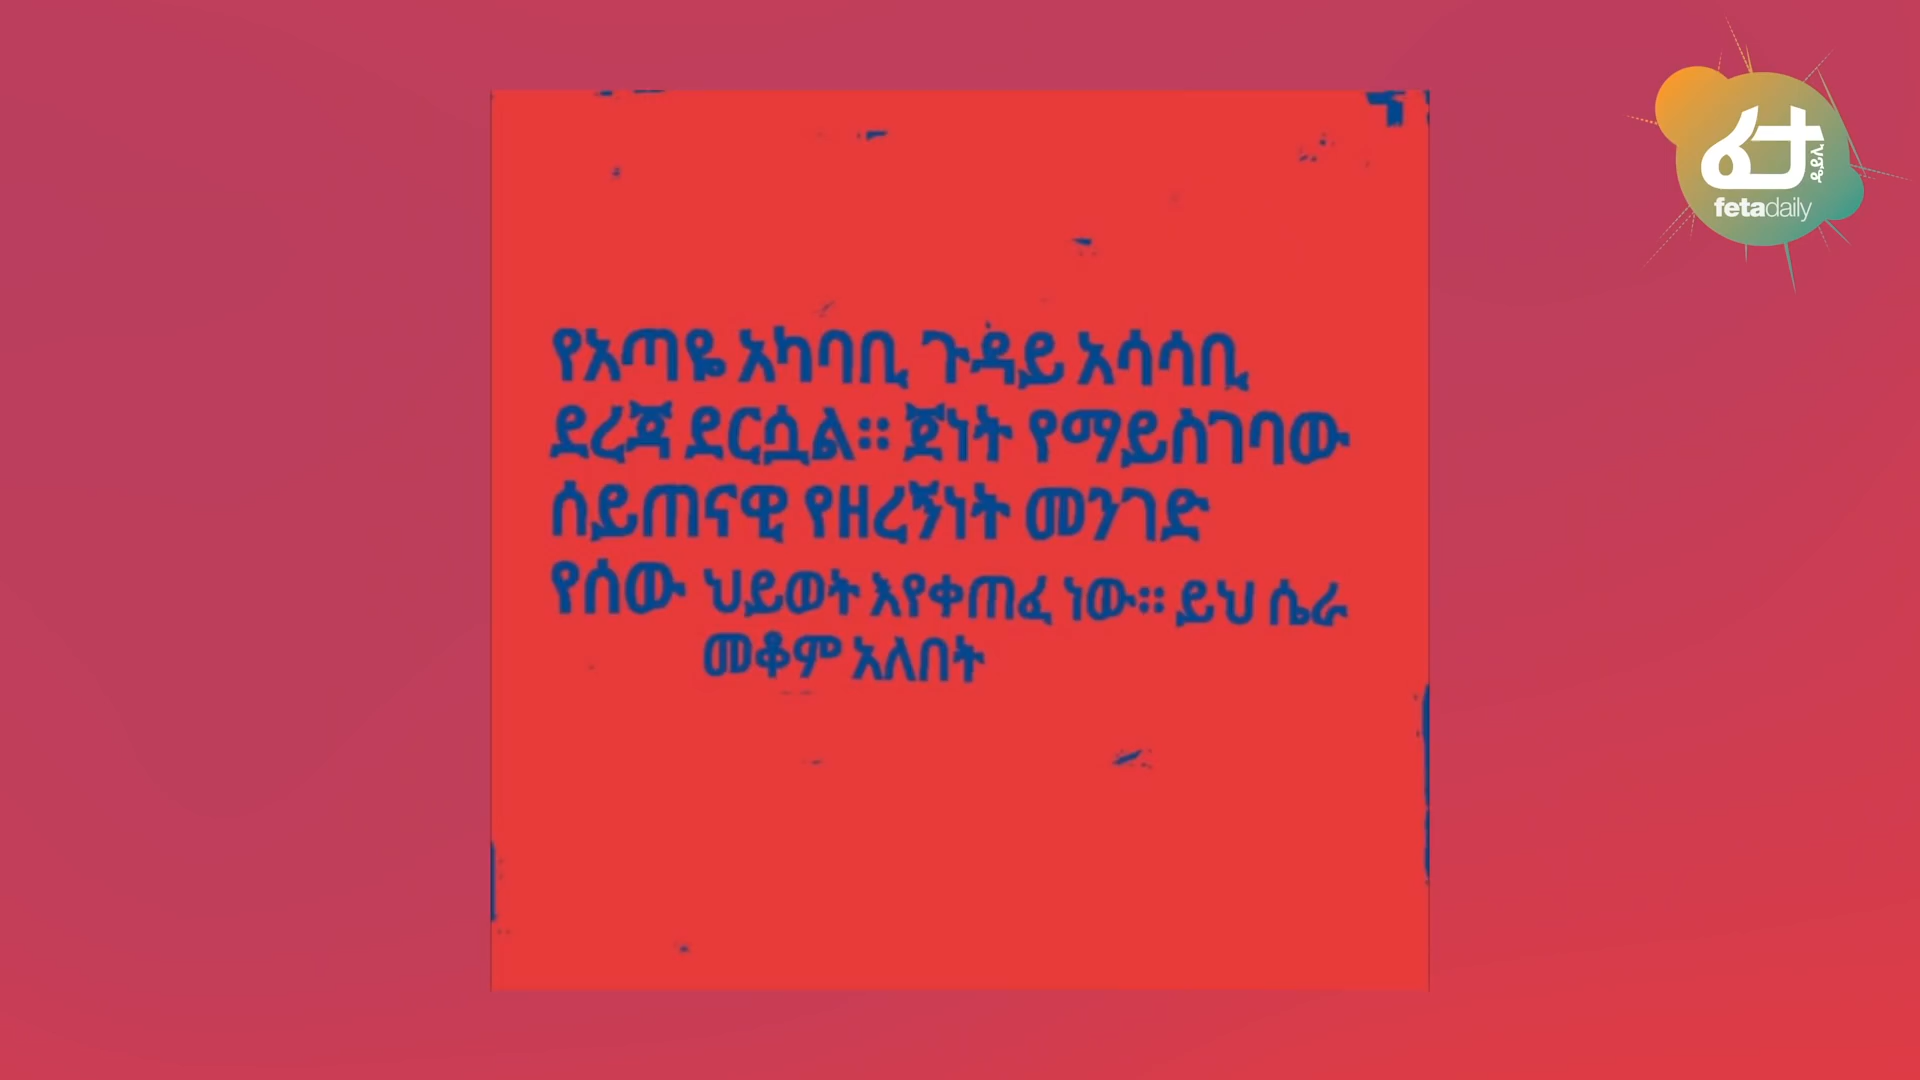 ፈታ
ዴይሊ
fetadaily
የአጣዬ አካባቢ ጉዳይ አሳሳቢ
ደረጃ ደርሷል። ጀነት የማይስገባው
ሰይጠናዊ የዘረኝነት መንገድ
የሰው ህይወት እየቀጠፈ ነው። ይህ ሴራ
መቆም አለበት